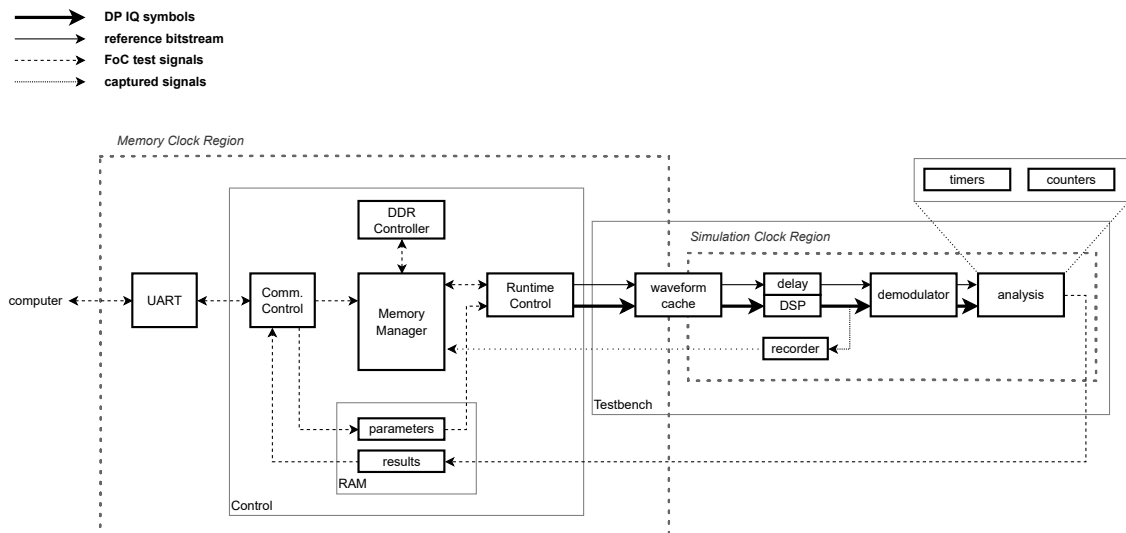 DP IQ symbols
reference bitstream
FoC test signals
captured signals
Memory Clock Region
timers
counters
DDR
Controller
Simulation Clock Region
computer
UART
Comm.
Control
Memory
Manager
Runtime
Control
waveform
cache
delay
DSP
demodulator
analysis
recorder
Testbench
parameters
results
RAM
Control